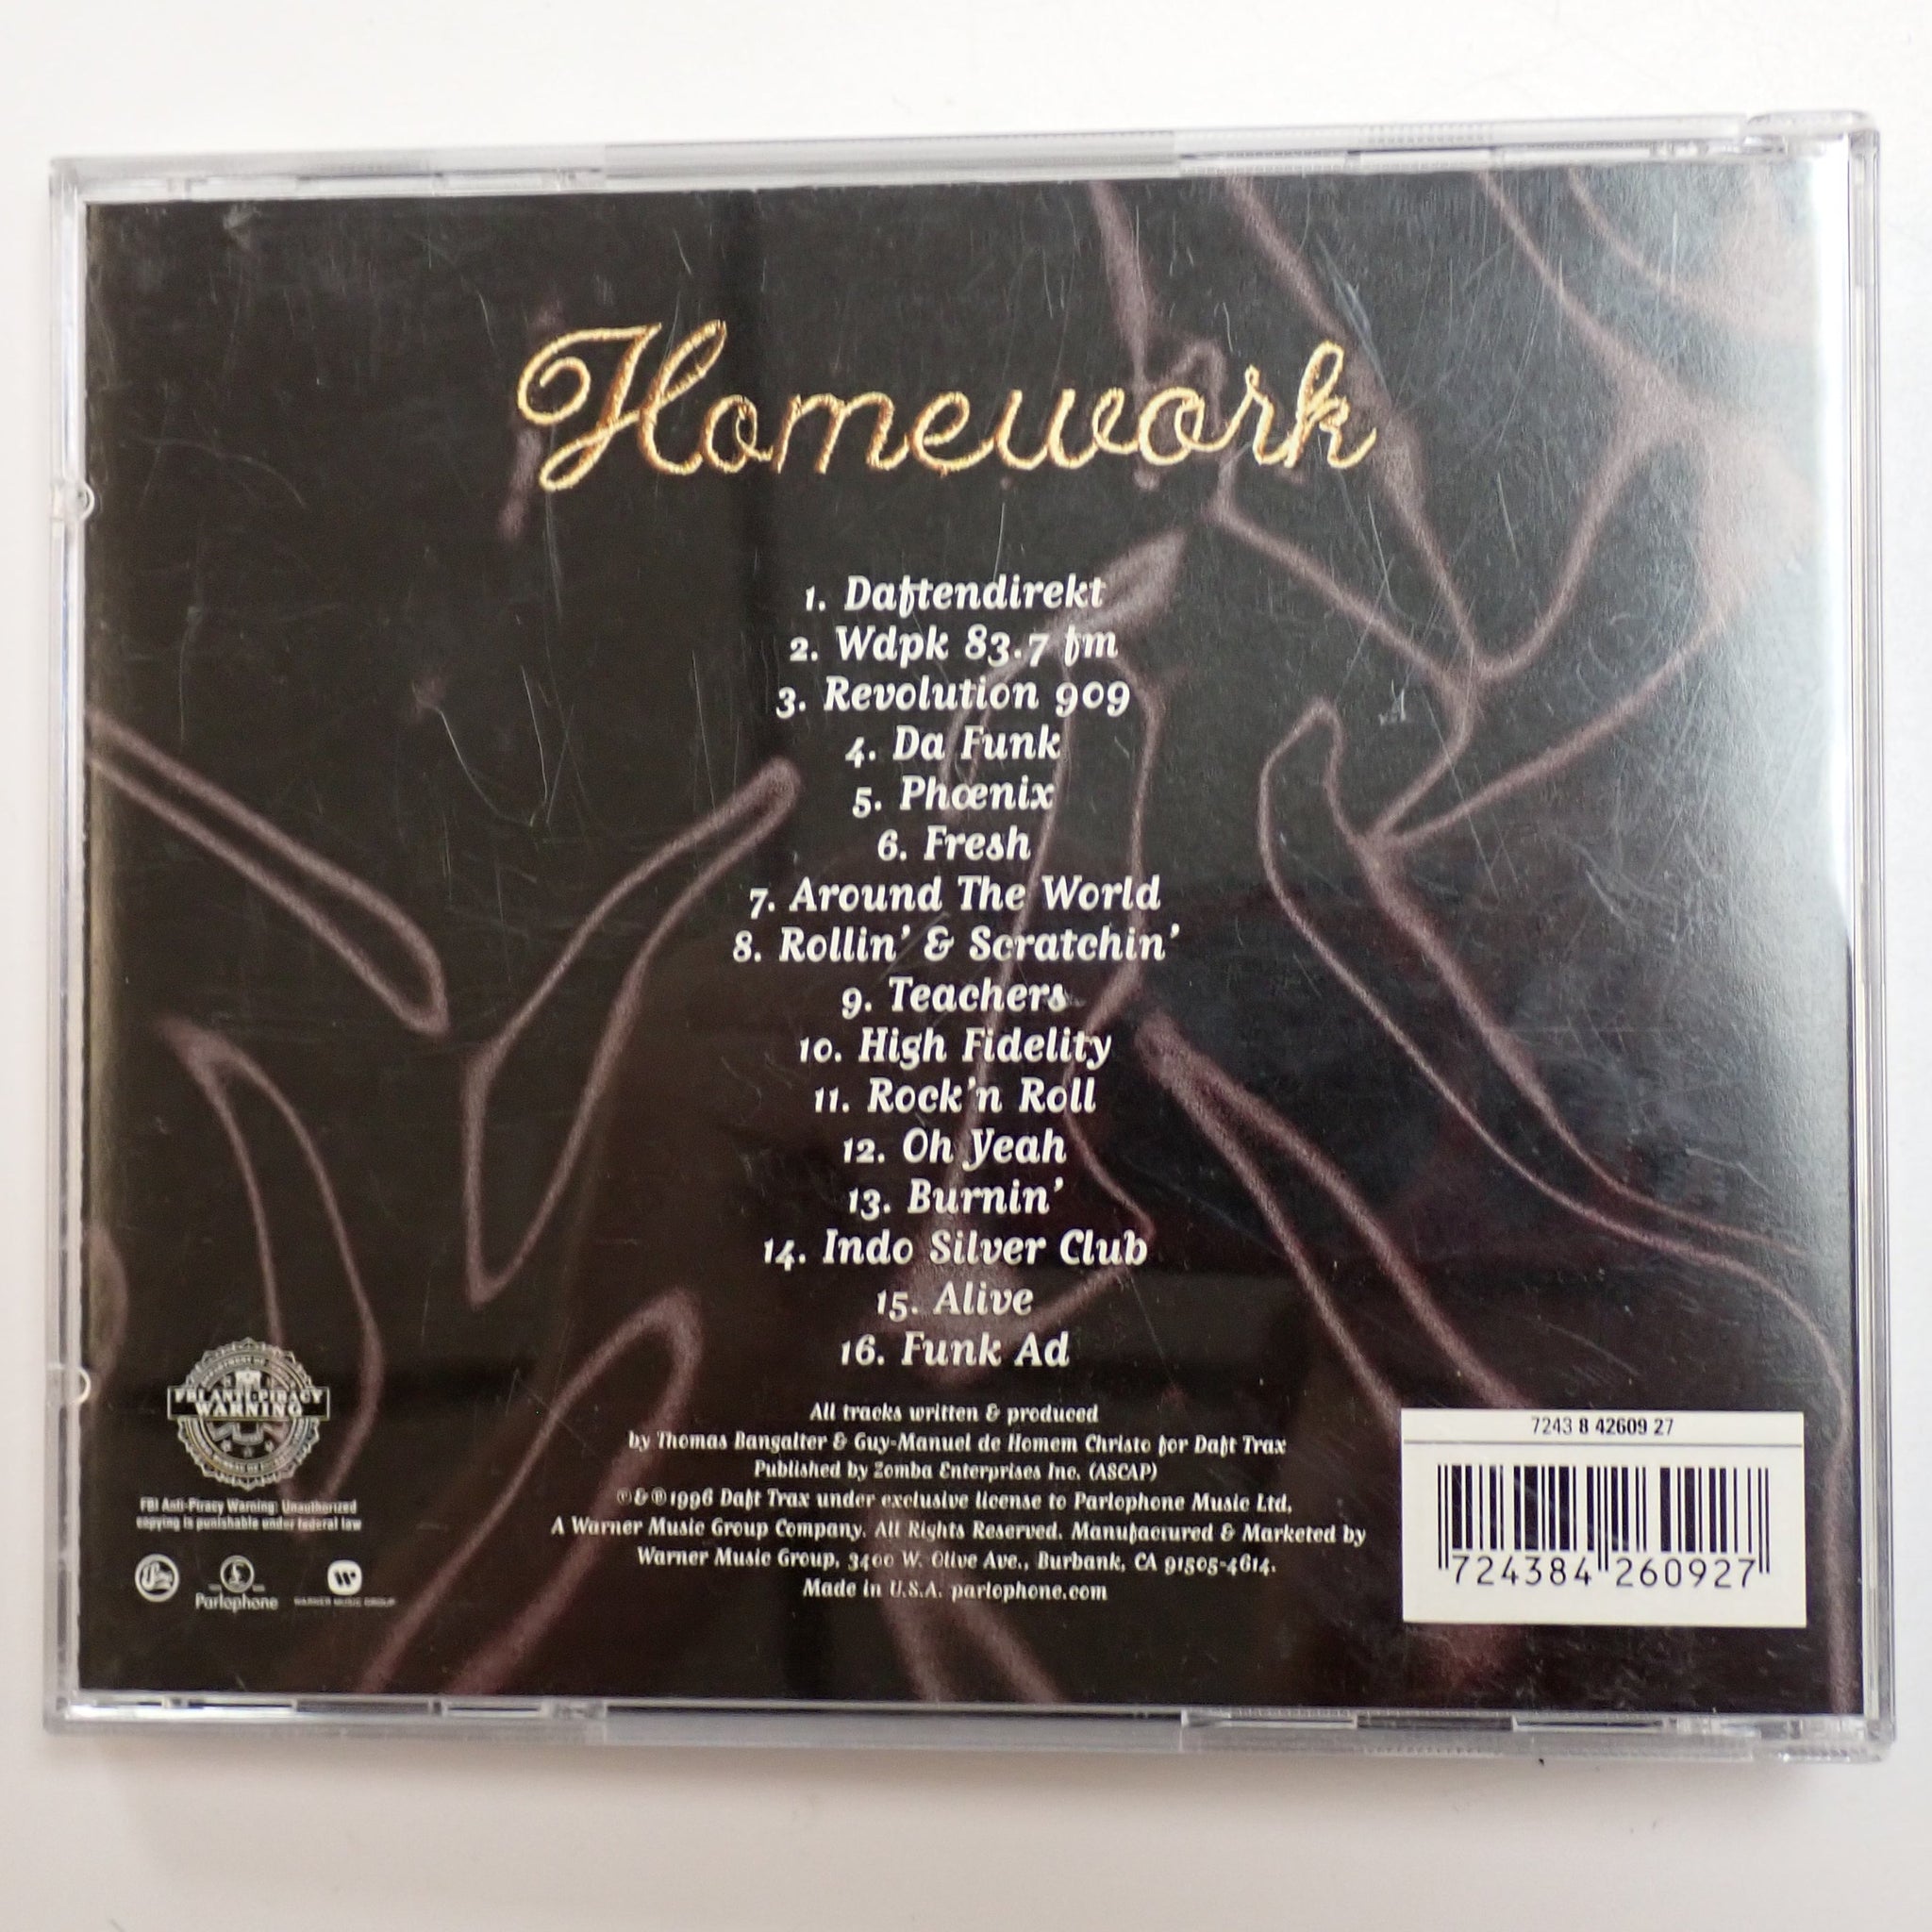 Homework
1. Daftendirekt
2. Wdpk 83.7 fm
3. Revolution 909
4. Da Funk
5. Phœnix
6. Fresh
7. Around The World
8. Rollin' & Scratchin'
9. Teachers
10. High Fidelity
11. Rock'n Roll
12. Oh Yeah
13. Burnin'
14. Indo Silver Club
15. Alive
16. Funk Ad
All tracks written & produced
by Thomas Bangalter & Guy-Manuel de Homem Christo for Daft Trax
Published by Zomba Enterprises Inc. (ASCAP)
©&℗1996 Daft Trax under exclusive license to Parlophone Music Ltd,
A Warner Music Group Company. All Rights Reserved. Manufactured & Marketed by
Warner Music Group, 3400 W. Olive Ave., Burbank, CA 91505-4614.
Made in U.S.A. parlophone.com
FBI ANTI-PIRACY
WARNING
FBI Anti-Piracy Warning: Unauthorized
copying is punishable under federal law
Parlophone
WARNER MUSIC GROUP
7243 8 42609 27
724384 260927